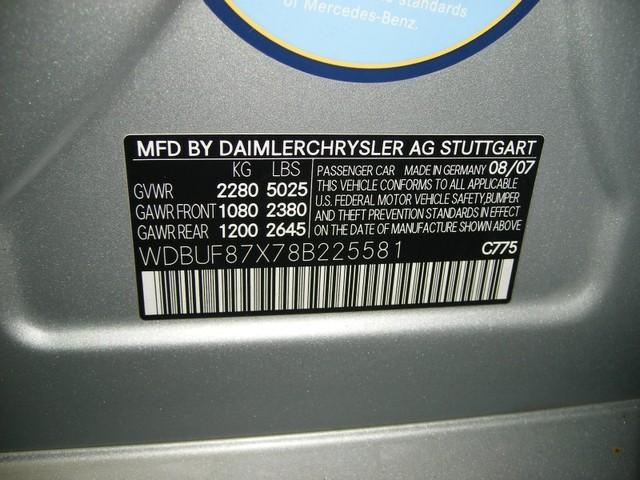 standards
of Mercedes-Benz.
MFD BY DAIMLERCHRYSLER AG STUTTGART
KG LBS
GVWR 2280 5025
GAWR FRONT 1080 2380
GAWR REAR 1200 2645
PASSENGER CAR MADE IN GERMANY 08/07
THIS VEHICLE CONFORMS TO ALL APPLICABLE
U.S. FEDERAL MOTOR VEHICLE SAFETY,BUMPER
AND THEFT PREVENTION STANDARDS IN EFFECT
ON THE DATE OF MANUFACTURE SHOWN ABOVE
WDBUF87X78B225581 C775